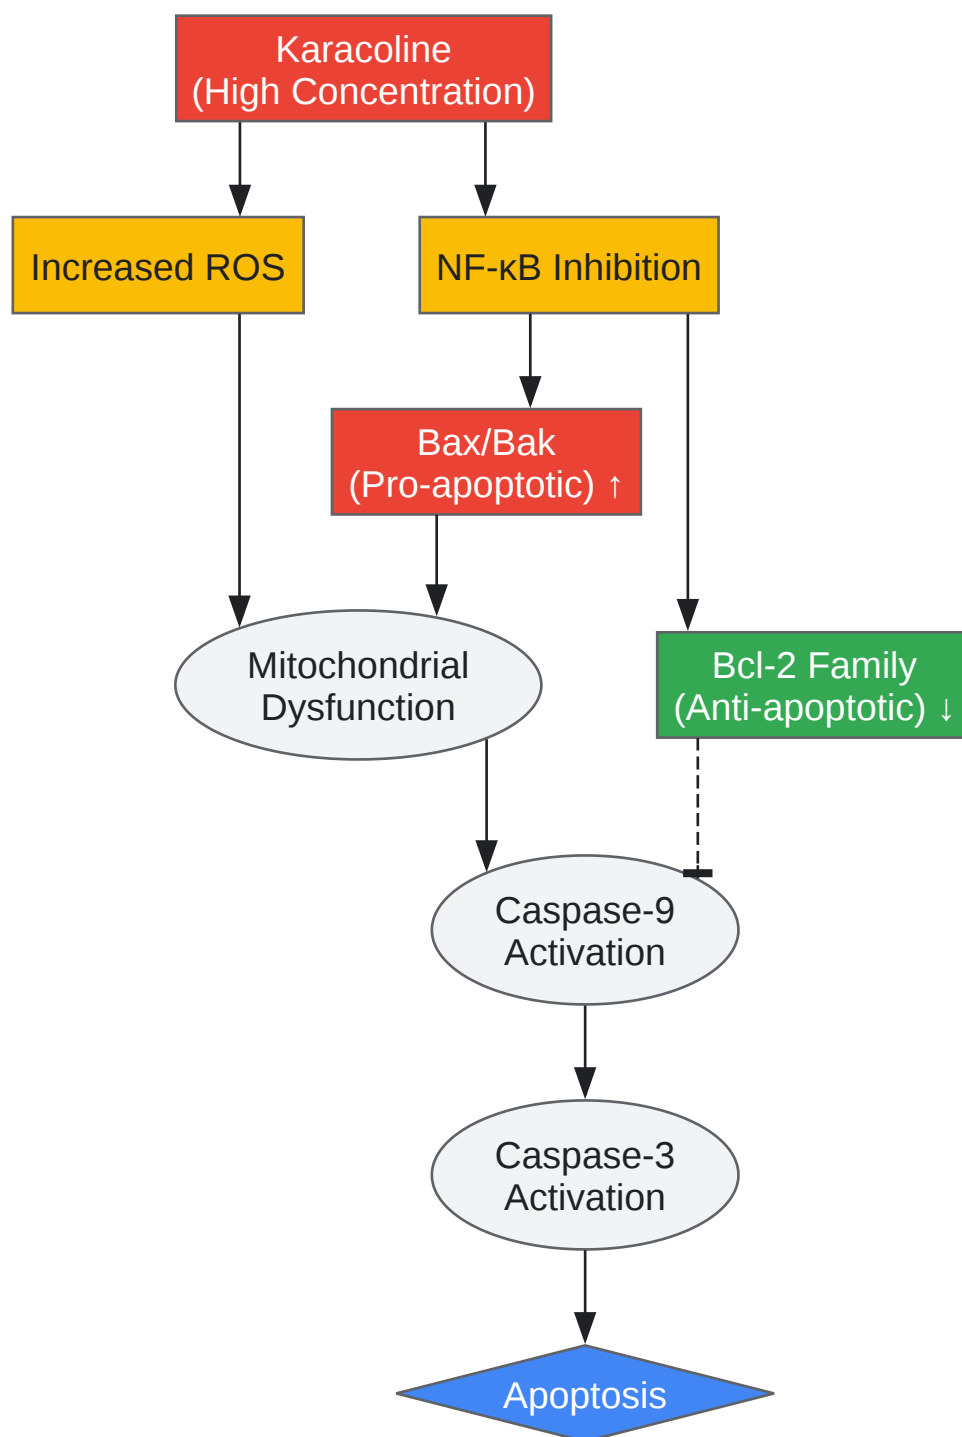 Karacoline
(High Concentration)
Increased ROS
NF-κB Inhibition
Bax/Bak
(Pro-apoptotic) ↑
Mitochondrial
Dysfunction
Bcl-2 Family
(Anti-apoptotic) ↓
Caspase-9
Activation
Caspase-3
Activation
Apoptosis